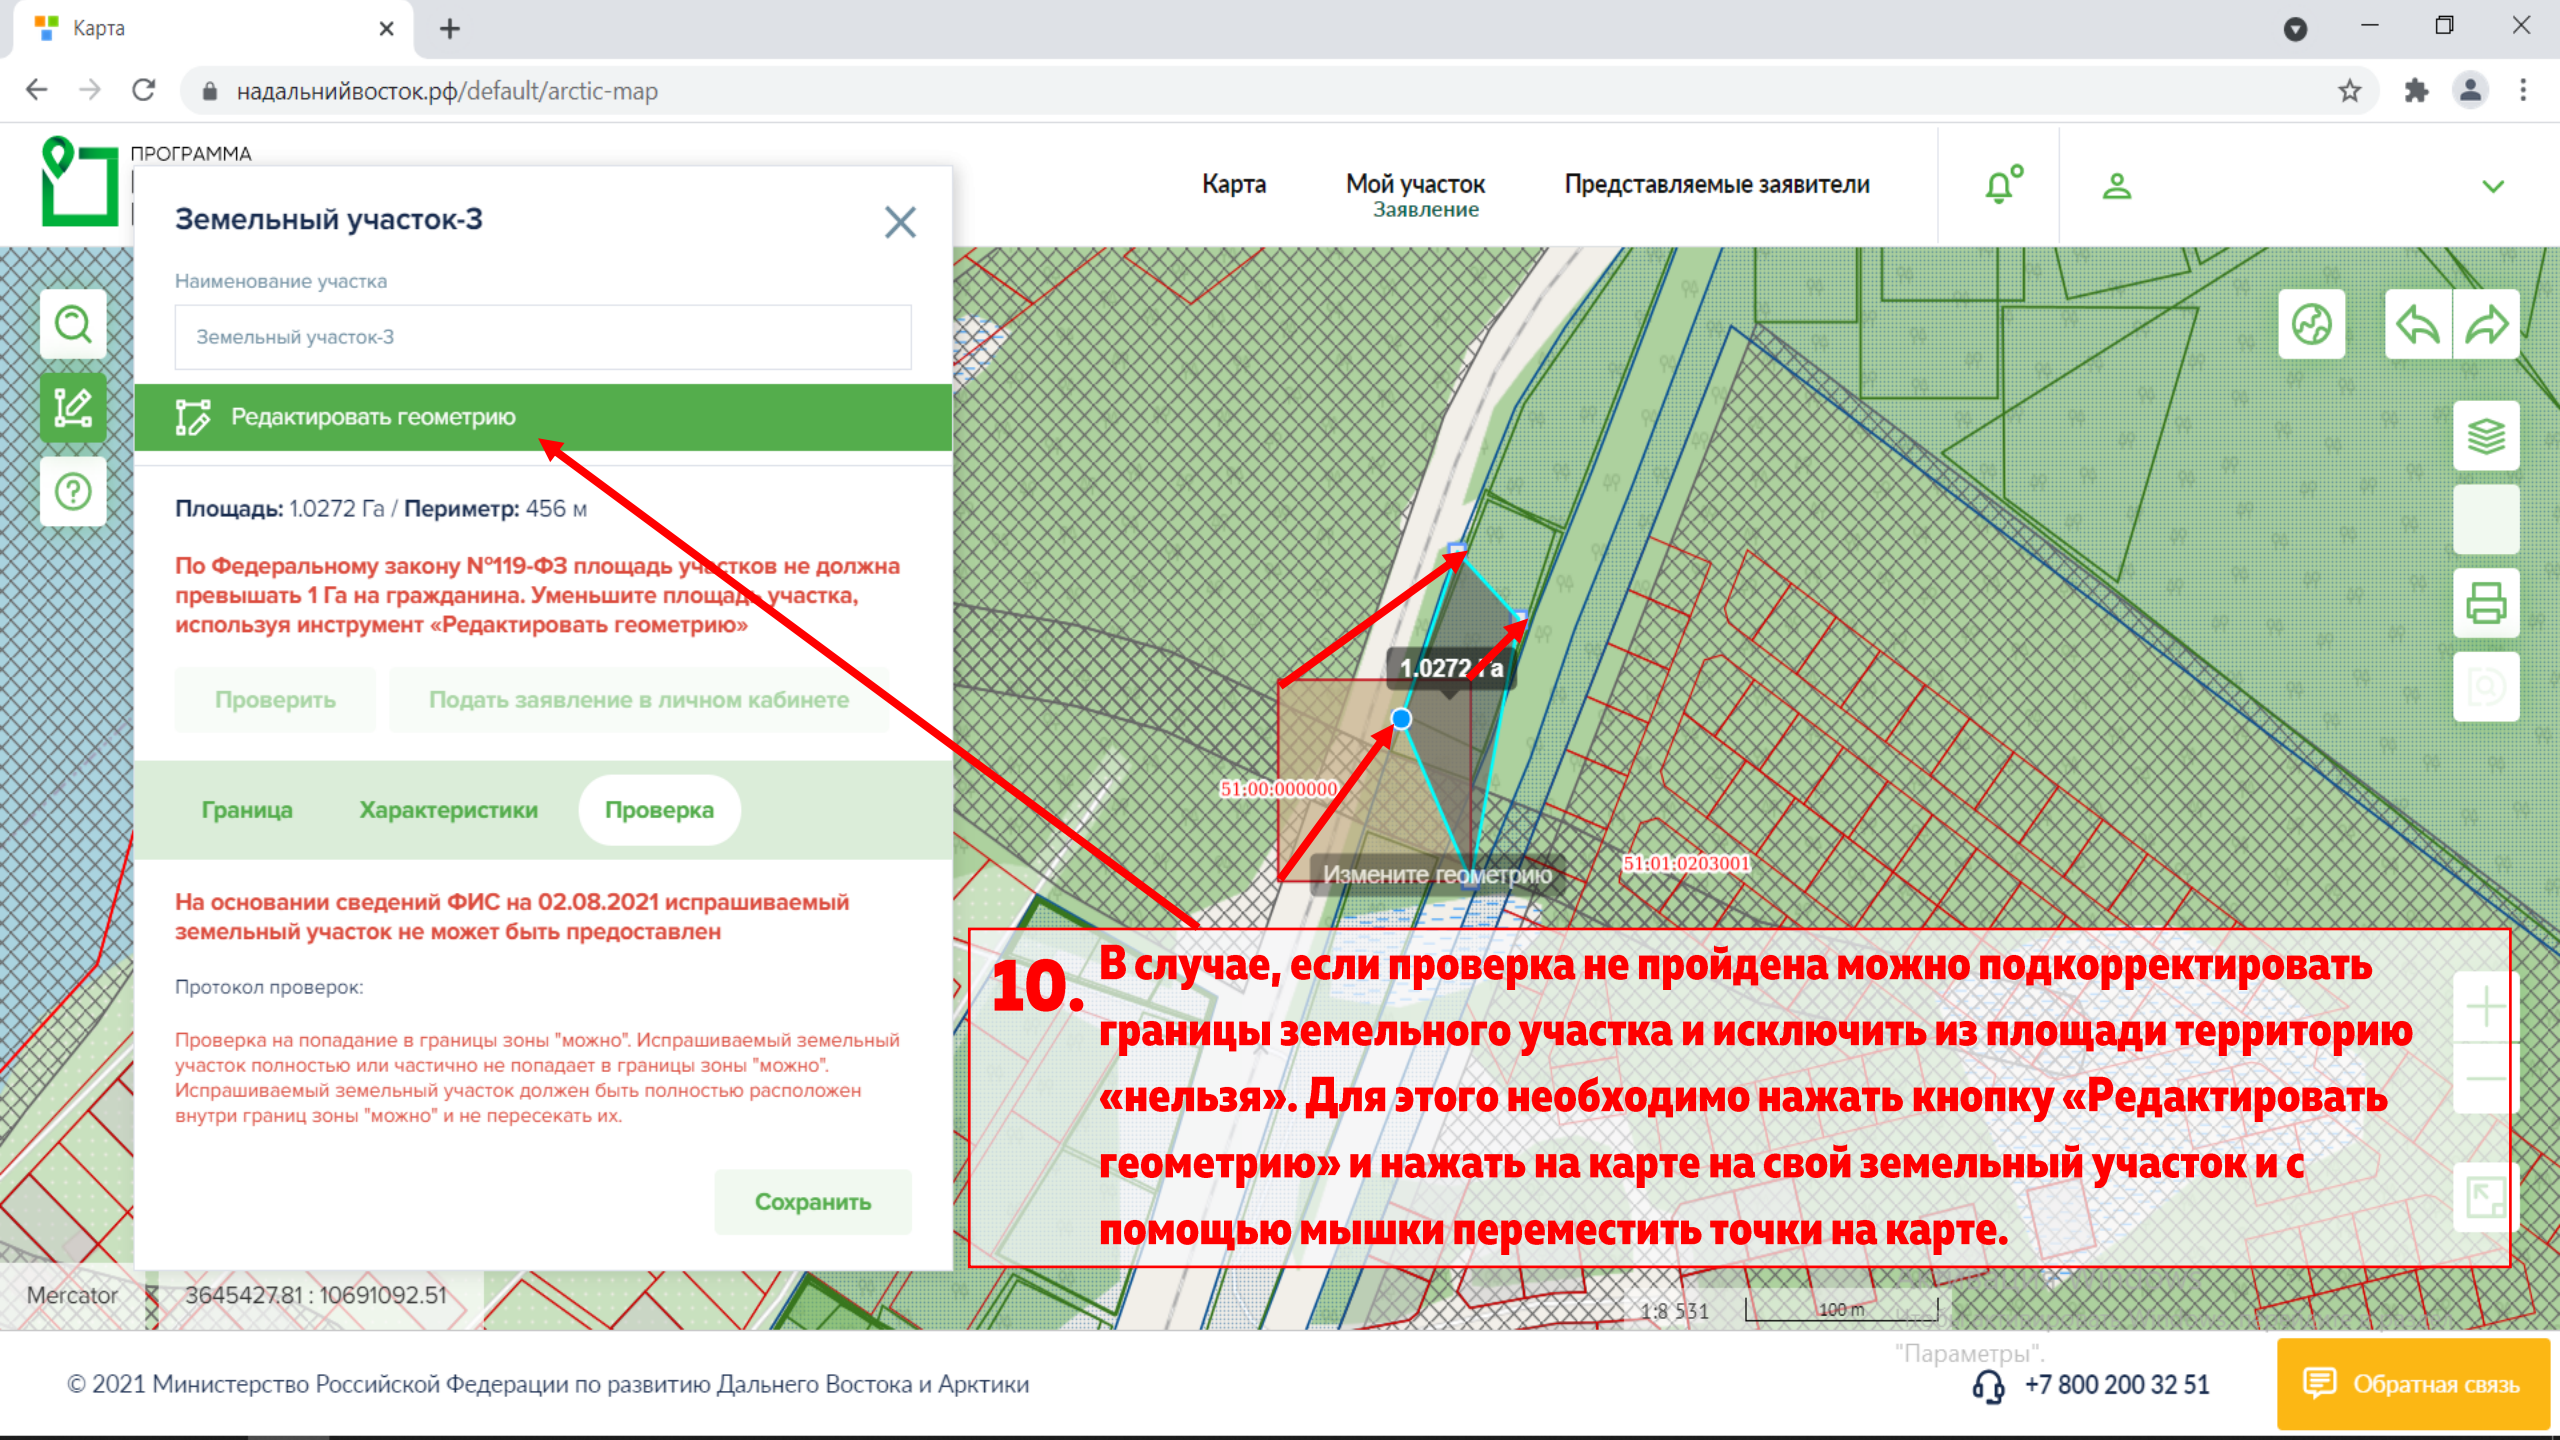 Карта
надальнийвосток.рф/default/arctic-map
ПРОГРАММА
Карта
Мой участок
Заявление
Представляемые заявители
Земельный участок-3
Наименование участка
Земельный участок-3
Редактировать геометрию
Площадь: 1.0272 Га / Периметр: 456 м
По Федеральному закону №119-ФЗ площадь участков не должна
превышать 1 Га на гражданина. Уменьшите площадь участка,
используя инструмент «Редактировать геометрию»
Проверить
Подать заявление в личном кабинете
Граница
Характеристики
Проверка
На основании сведений ФИС на 02.08.2021 испрашиваемый
земельный участок не может быть предоставлен
Протокол проверок:
Проверка на попадание в границы зоны "можно". Испрашиваемый земельный
участок полностью или частично не попадает в границы зоны "можно".
Испрашиваемый земельный участок должен быть полностью расположен
внутри границ зоны "можно" и не пересекать их.
Сохранить
1.0272 Га
51:00:000000
Измените геометрию
51:01:0203001
10. В случае, если проверка не пройдена можно подкорректировать
границы земельного участка и исключить из площади территорию
«нельзя». Для этого необходимо нажать кнопку «Редактировать
геометрию» и нажать на карте на свой земельный участок и с
помощью мышки переместить точки на карте.
Mercator
3645427.81 : 10691092.51
1:8 531
100 m
"Параметры".
© 2021 Министерство Российской Федерации по развитию Дальнего Востока и Арктики
+7 800 200 32 51
Обратная связь